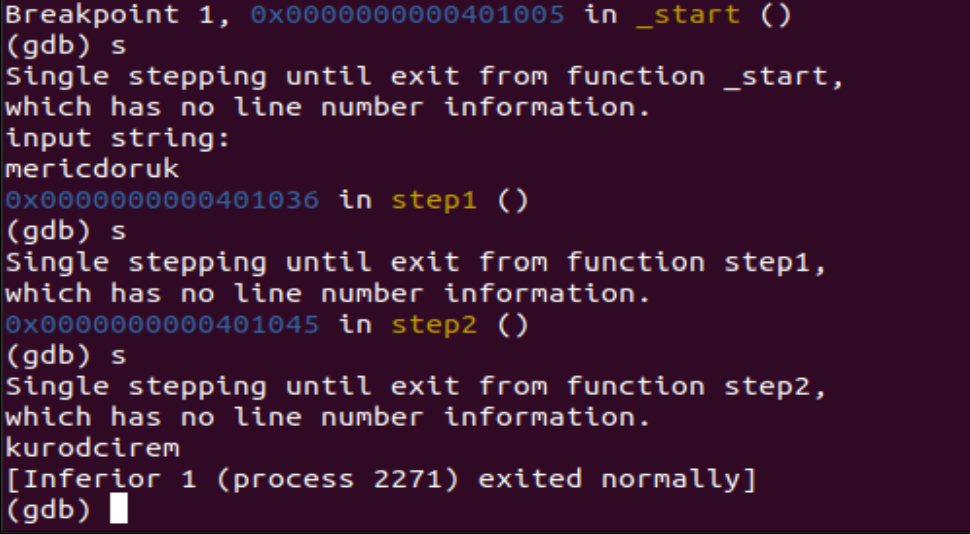 Breakpoint 1, 0x0000000000401005 in _start ()
(gdb) s
Single stepping until exit from function _start,
which has no line number information.
input string:
mericdoruk
0x0000000000401036 in step1 ()
(gdb) s
Single stepping until exit from function step1,
which has no line number information.
0x0000000000401045 in step2 ()
(gdb) s
Single stepping until exit from function step2,
which has no line number information.
kurodcirem
[Inferior 1 (process 2271) exited normally]
(gdb)